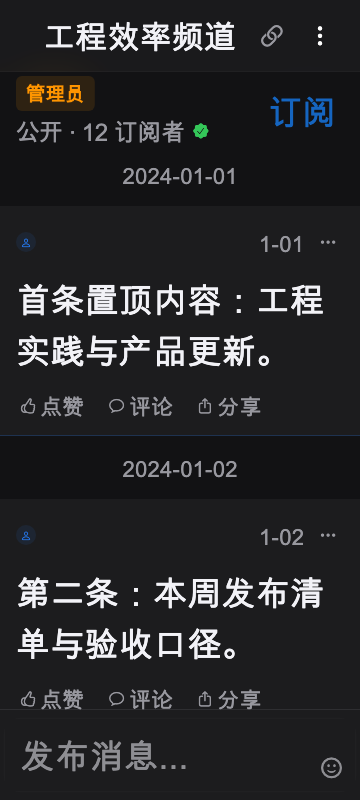 工程效率频道
管理员
公开 · 12 订阅者
订阅
2024-01-01
1-01
首条置顶内容：工程
实践与产品更新。
点赞 评论 分享
2024-01-02
1-02
第二条：本周发布清
单与验收口径。
点赞 评论 分享
发布消息...